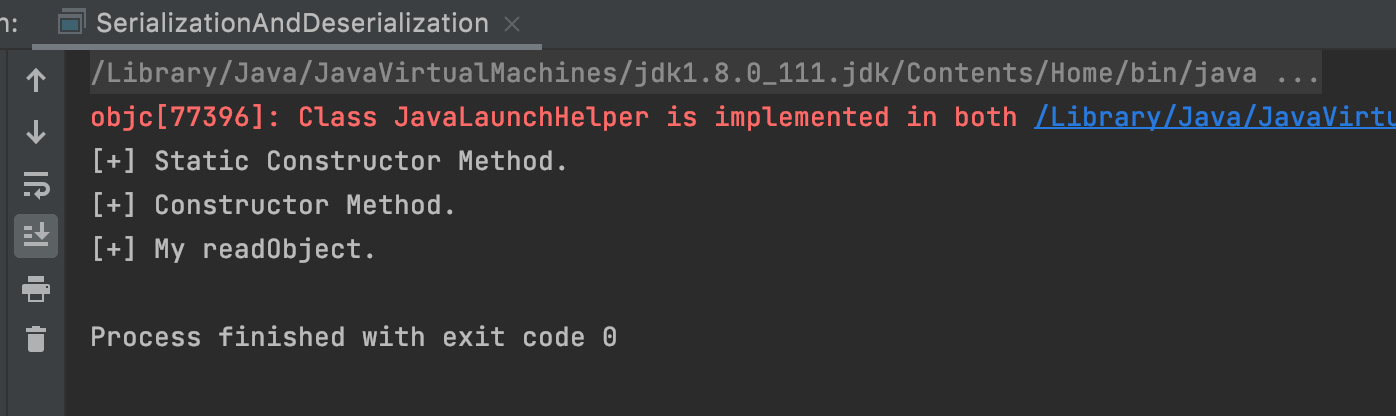 n:
SerializationAndDeserialization
/Library/Java/JavaVirtualMachines/jdk1.8.0_111.jdk/Contents/Home/bin/java ...
objc[77396]: Class JavaLaunchHelper is implemented in both /Library/Java/JavaVirtu
[+] Static Constructor Method.
[+] Constructor Method.
[+] My readObject.
Process finished with exit code 0